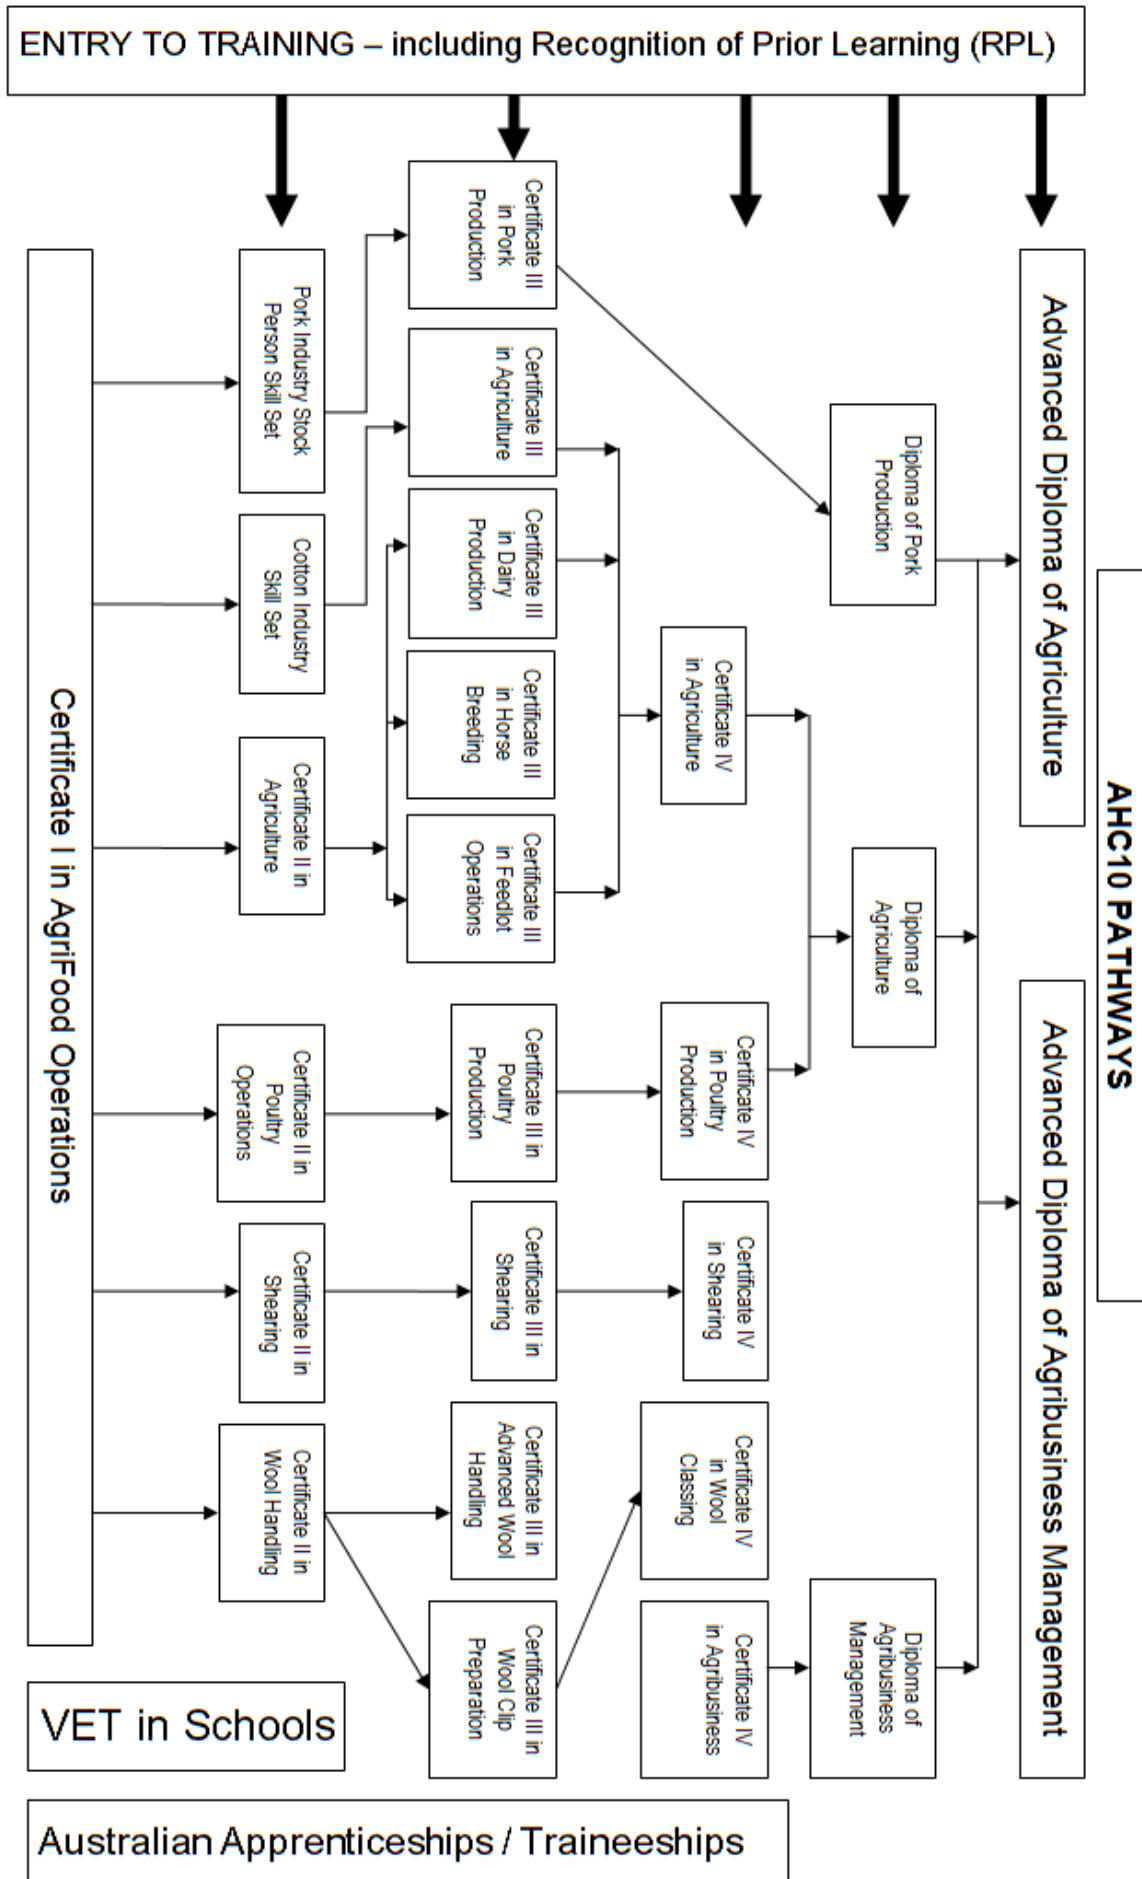 ENTRY TO TRAINING – including Recognition of Prior Learning (RPL)
AHC10 PATHWAYS
Advanced Diploma of Agriculture
Advanced Diploma of Agribusiness Management
Diploma of Pork
Production
Diploma of
Agriculture
Diploma of
Agribusiness
Management
Certificate IV
in Agriculture
Certificate IV
in Poultry
Production
Certificate IV
in Shearing
Certificate IV
in Wool
Classing
Certificate IV
in Agribusiness
Certificate III
in Pork
Production
Certificate III
in Agriculture
Certificate III
in Dairy
Production
Certificate III
in Horse
Breeding
Certificate III
in Feedlot
Operations
Certificate III in
Poultry
Production
Certificate III in
Shearing
Certificate III in
Advanced Wool
Handling
Certificate III in
Wool Clip
Preparation
Pork Industry Stock
Person Skill Set
Cotton Industry
Skill Set
Certificate II in
Agriculture
Certificate II in
Poultry
Operations
Certificate II in
Shearing
Certificate II in
Wool Handling
Certificate I in AgriFood Operations
VET in Schools
Australian Apprenticeships / Traineeships